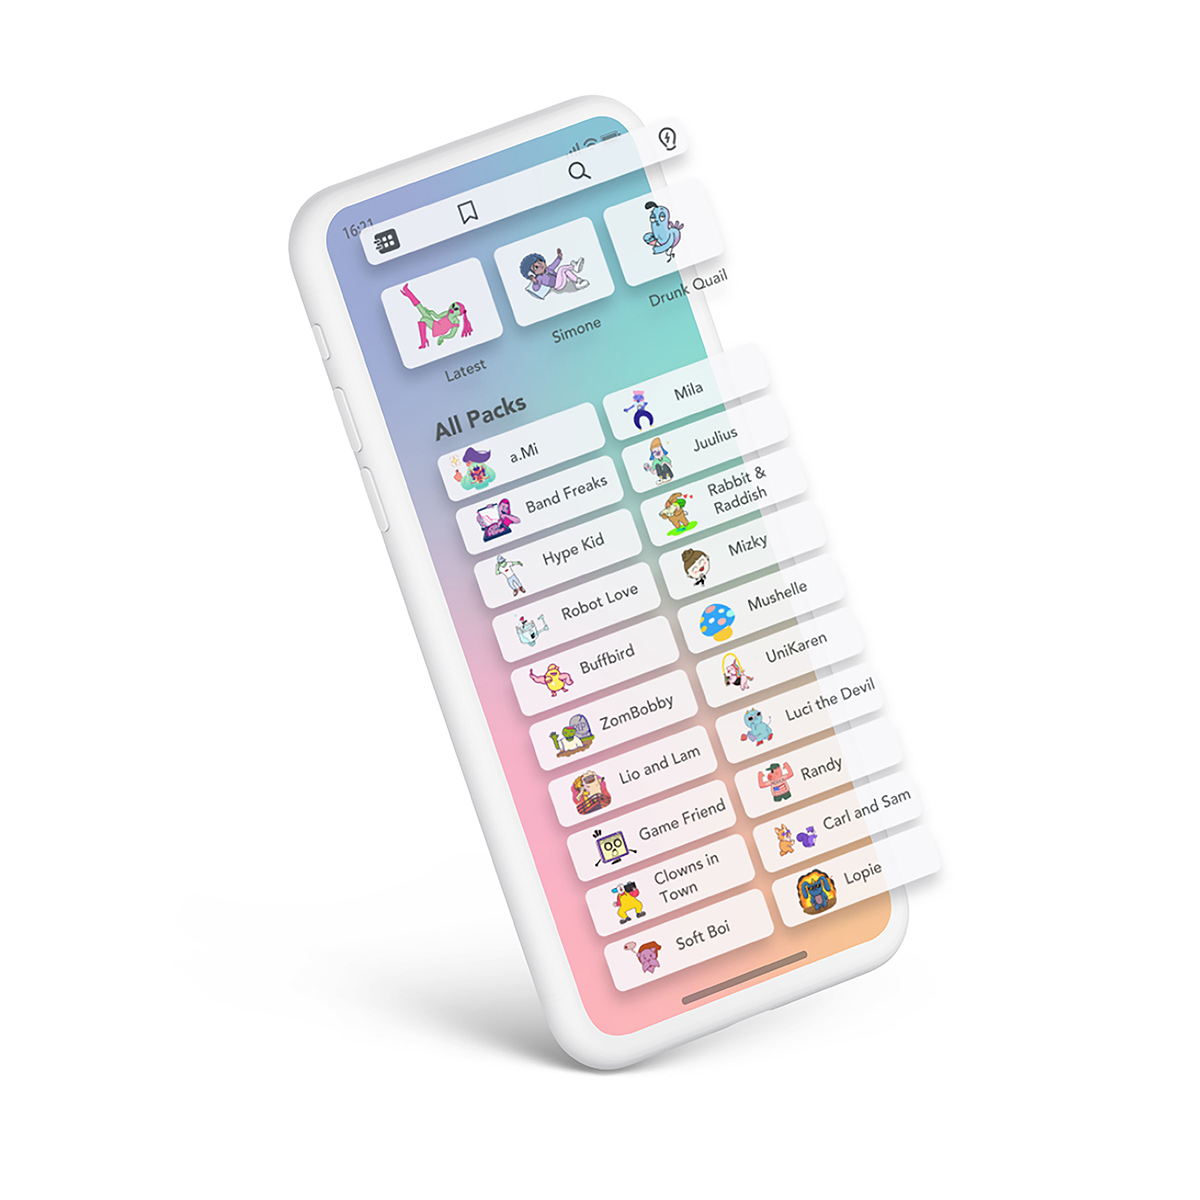 16:21
Latest
Simone
Drunk Quail
All Packs
a.Mi
Mila
Band Freaks
Juulius
Hype Kid
Rabbit &
Raddish
Robot Love
Mizky
Buffbird
Mushelle
ZomBobby
UniKaren
Lio and Lam
Luci the Devil
Game Friend
Randy
Clowns in
Town
Carl and Sam
Soft Boi
Lopie